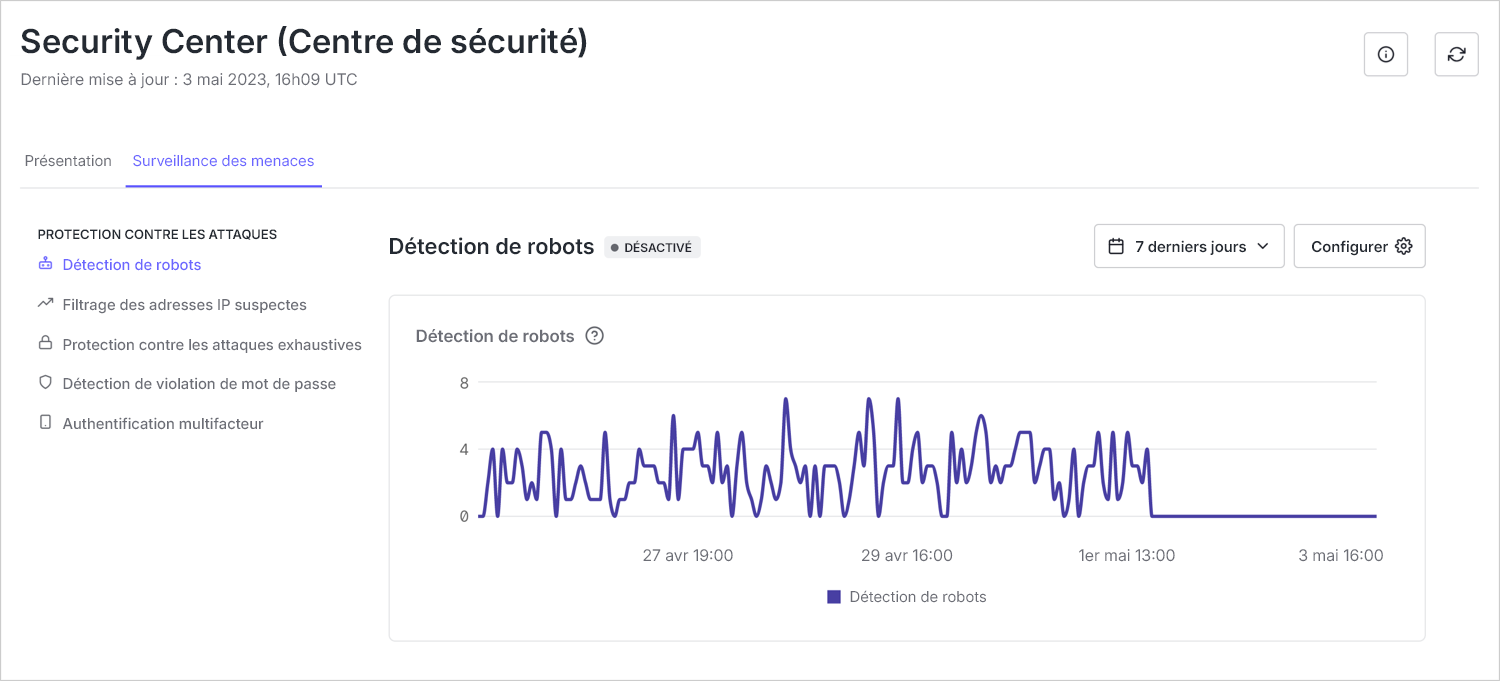 Security Center (Centre de sécurité)
Dernière mise à jour : 3 mai 2023, 16h09 UTC
Présentation
Surveillance des menaces
PROTECTION CONTRE LES ATTAQUES
Détection de robots
Filtrage des adresses IP suspectes
Protection contre les attaques exhaustives
Détection de violation de mot de passe
Authentification multifacteur
Détection de robots
DÉSACTIVÉ
7 derniers jours
Configurer
Détection de robots
8
4
0
27 avr 19:00
29 avr 16:00
1er mai 13:00
3 mai 16:00
Détection de robots